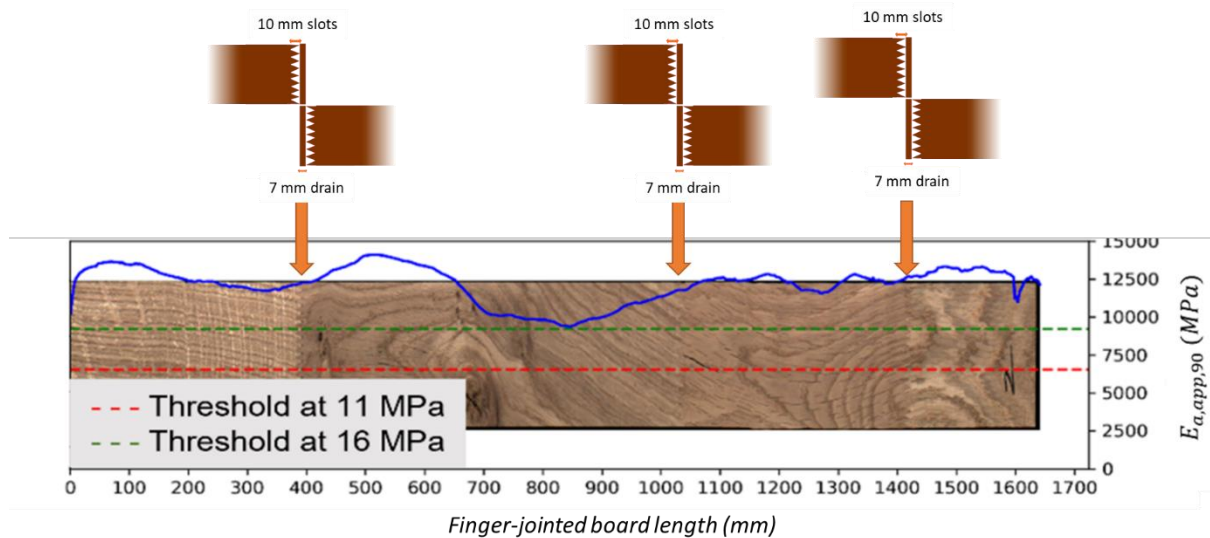 10 mm slots
10 mm slots
10 mm slots
7 mm drain
7 mm drain
7 mm drain
15000
12500
10000
7500
5000
2500
0
E_{a,app,90} (MPa)
Threshold at 11 MPa
Threshold at 16 MPa
0 100 200 300 400 500 600 700 800 900 1000 1100 1200 1300 1400 1500 1600 1700
Finger-jointed board length (mm)